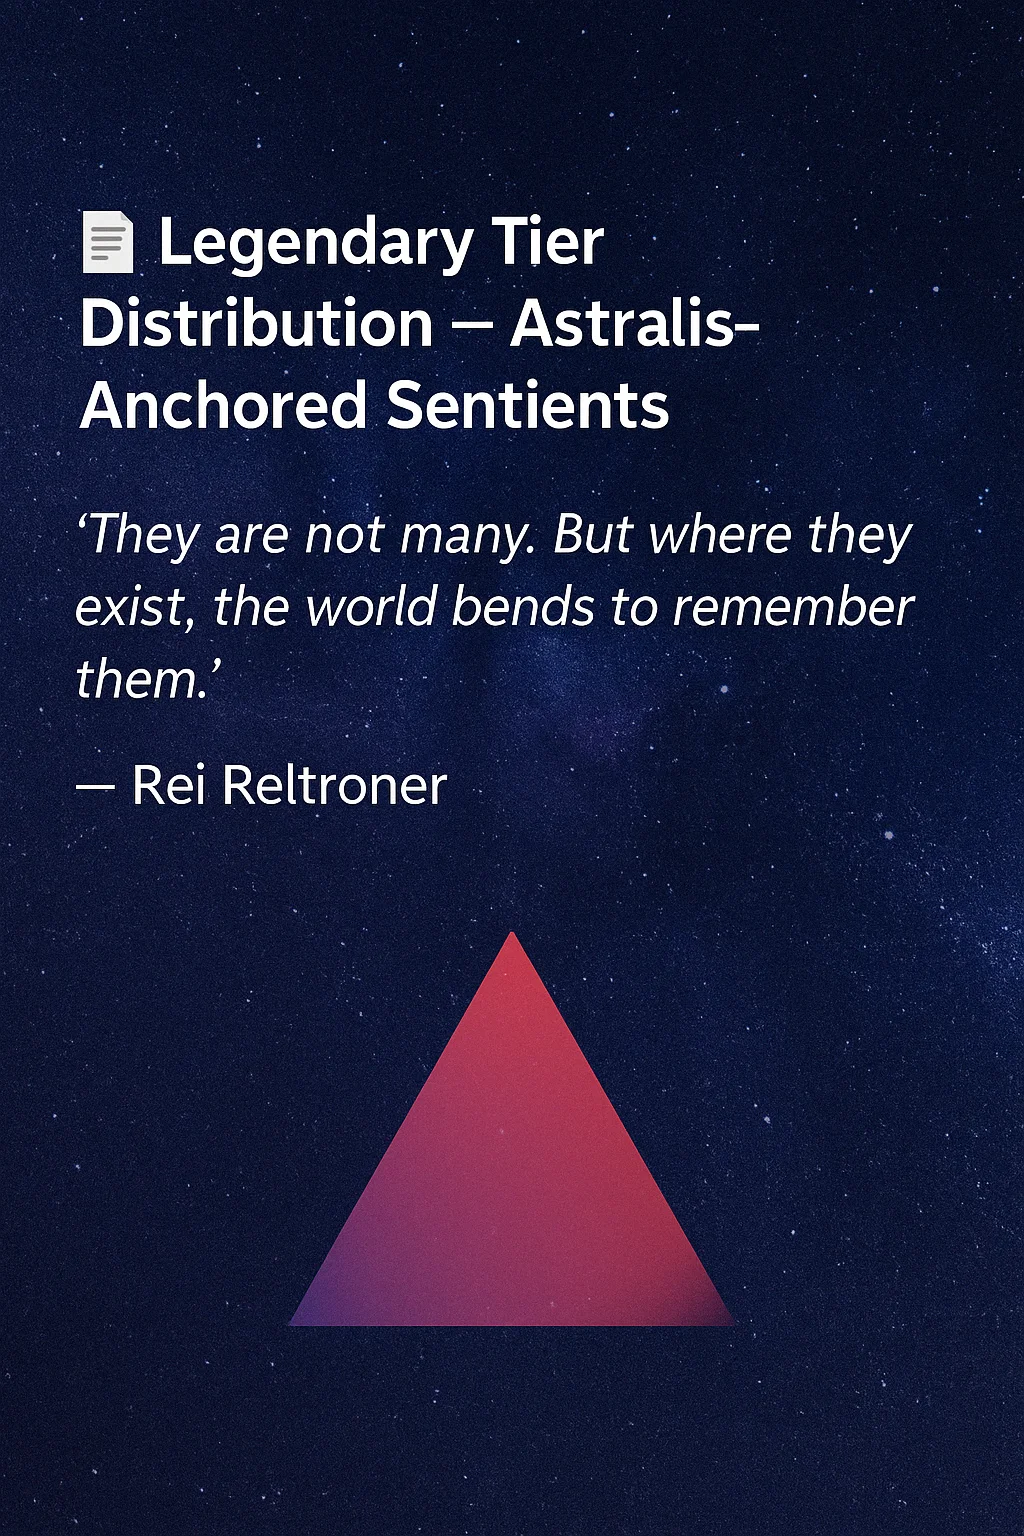 Legendary Tier
Distribution — Astralis–
Anchored Sentients
‘They are not many. But where they
exist, the world bends to remember
them.’
— Rei Reltroner